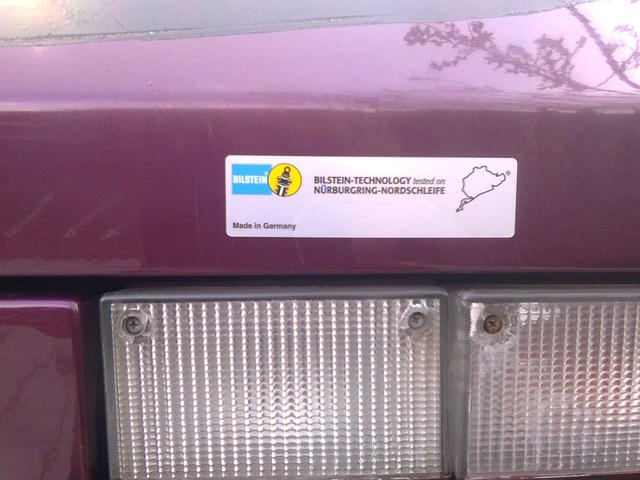 BILSTEIN®
BILSTEIN-TECHNOLOGY tested on
NÜRBURGRING-NORDSCHLEIFE
®
Made in Germany